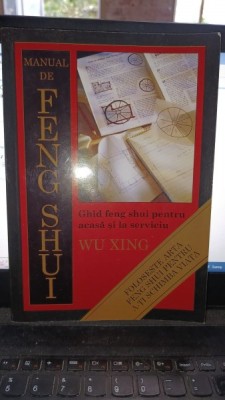 MANUAL
DE
FENG SHUI
Ghid feng shui pentru
acasă și la serviciu
WU XING
FOLOSEȘTE ARTA
FENG SHUI PENTRU
A-ȚI SCHIMBA VIAȚA